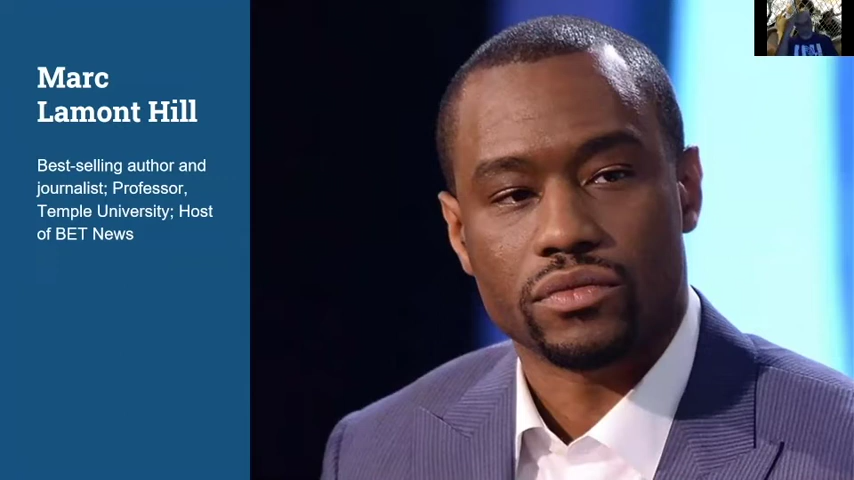 Marc
Lamont Hill
Best-selling author and
journalist; Professor,
Temple University; Host
of BET News